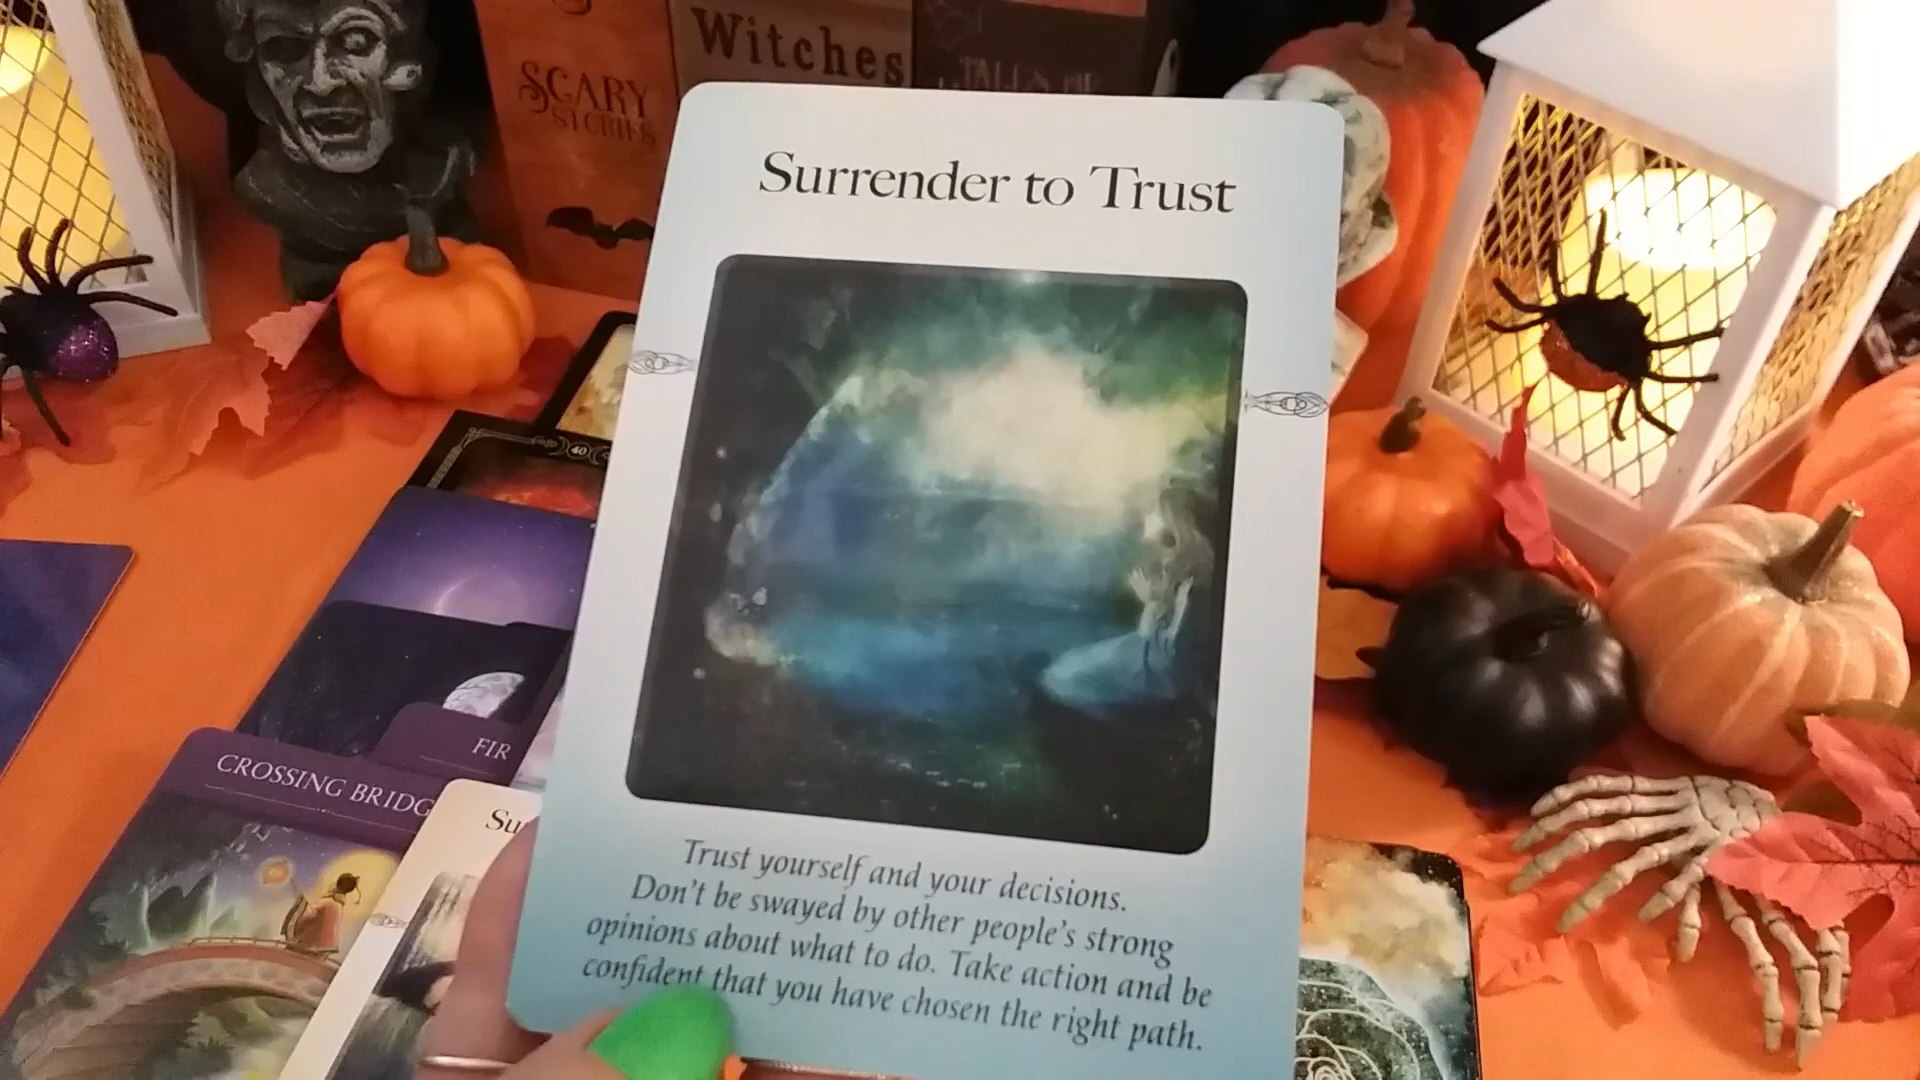 Witches
SCARY
STORIES
TALES OF
Surrender to Trust
40
FIR
CROSSING BRIDG
Su
Trust yourself and your decisions.
Don't be swayed by other people's strong
opinions about what to do. Take action and be
confident that you have chosen the right path.